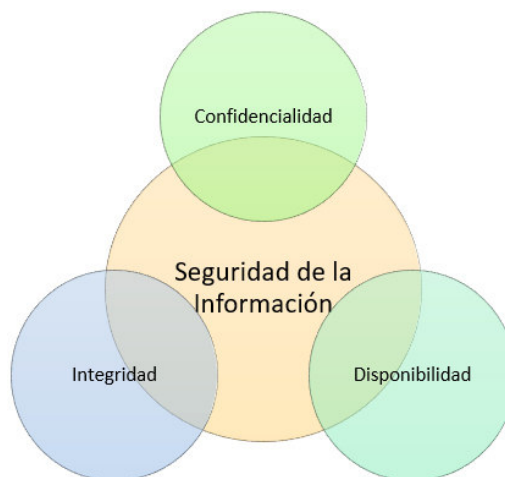 Confidencialidad
Seguridad de la
Información
Integridad
Disponibilidad